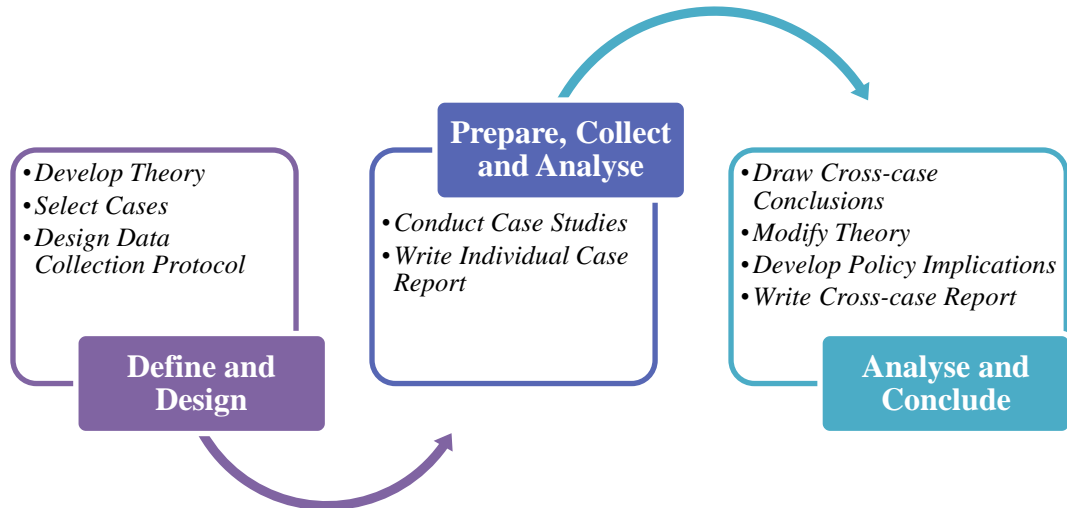 •Develop Theory
•Select Cases
•Design Data
Collection Protocol
Define and
Design
Prepare, Collect
and Analyse
•Conduct Case Studies
•Write Individual Case
Report
•Draw Cross-case
Conclusions
•Modify Theory
•Develop Policy Implications
•Write Cross-case Report
Analyse and
Conclude